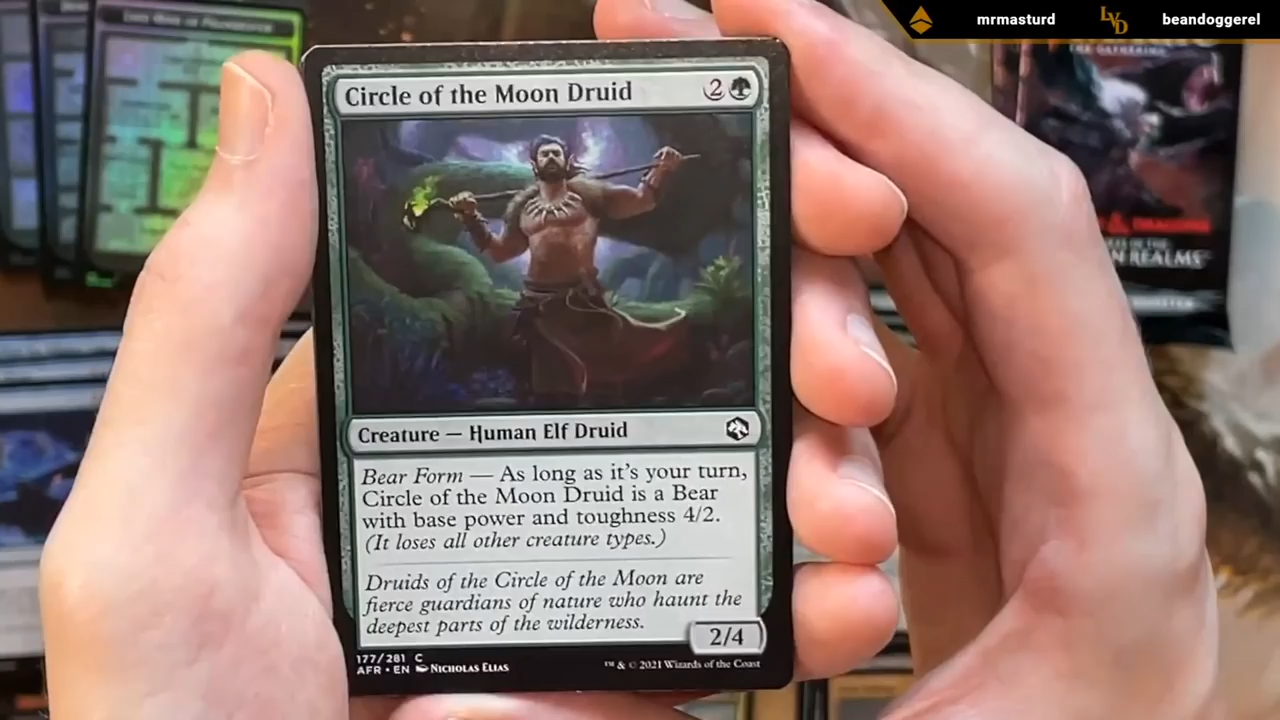 mrmasturd
LVD
beandoggerel
THE GATHERING
Circle of the Moon Druid
2
Creature — Human Elf Druid
Bear Form — As long as it's your turn,
Circle of the Moon Druid is a Bear
with base power and toughness 4/2.
(It loses all other creature types.)
Druids of the Circle of the Moon are
fierce guardians of nature who haunt the
deepest parts of the wilderness.
2/4
177/281 C
AFR • EN NICHOLAS ELIAS
™ & © 2021 Wizards of the Coast
& DRAGONS
N REALMS